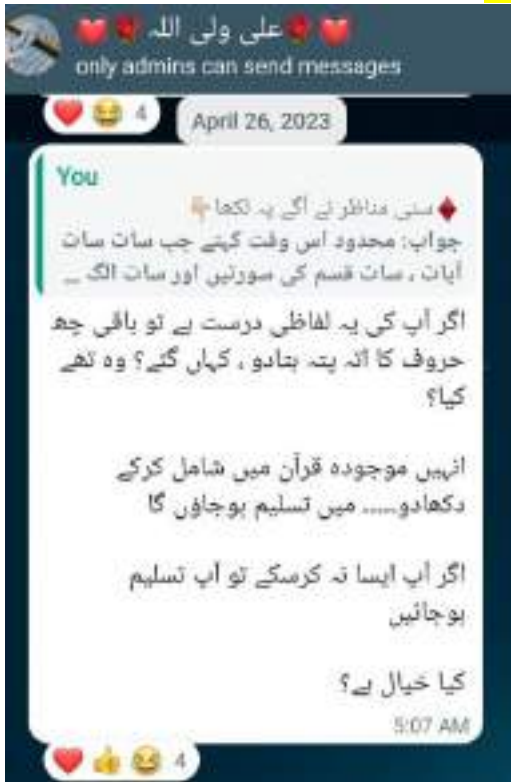 ❤️🌹علی ولی اللہ🌹❤️
only admins can send messages
❤️😂 4
April 26, 2023
You
♦️سنی مناظر نے آگے یہ لکھا👇🏻
جواب: محدود اس وقت کہتے جب سات سات
آیات ، سات قسم کی سورتیں اور سات الگ ...
اگر آپ کی یہ لفاظی درست ہے تو باقی چھ
حروف کا اتہ پتہ بتادو ، کہاں گئے؟ وہ تھے
کیا؟
انہیں موجودہ قرآن میں شامل کرکے
دکھادو..... میں تسلیم ہوجاؤں گا
اگر آپ ایسا نہ کرسکے تو آپ تسلیم
ہوجائیں
کیا خیال ہے؟
5:07 AM
❤️👍😂 4